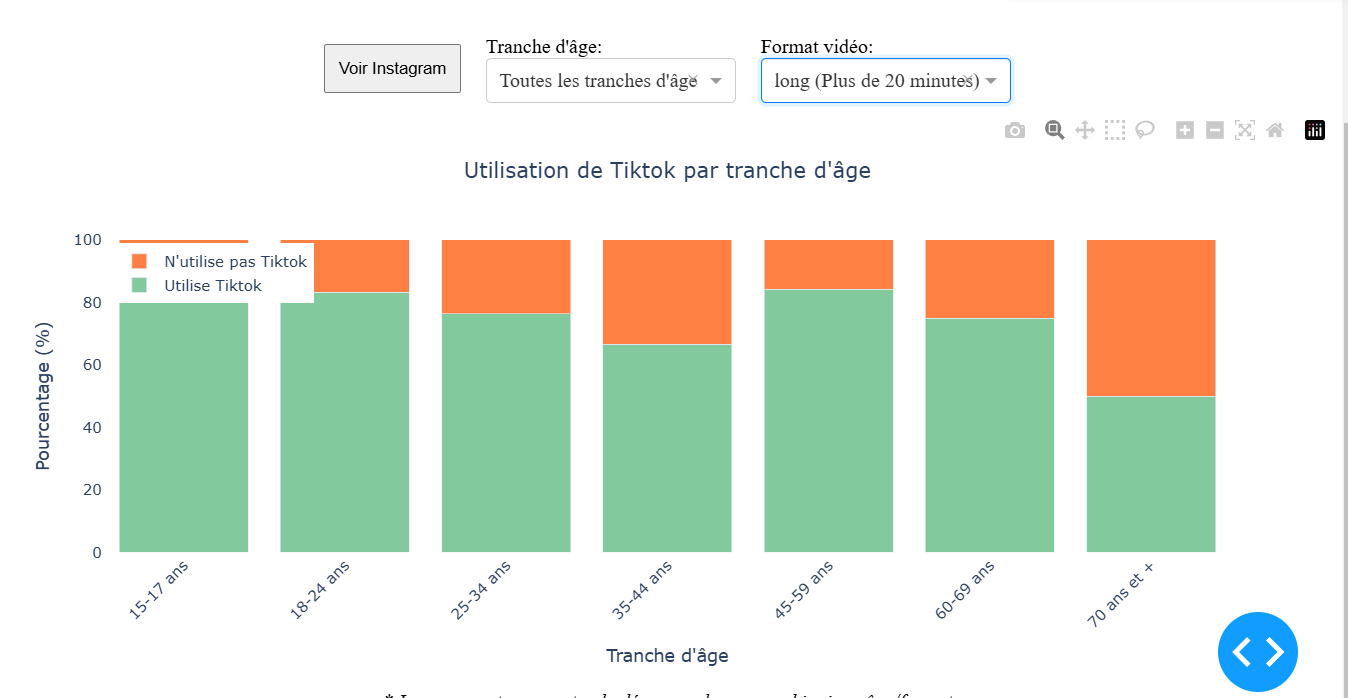 Voir Instagram
Tranche d'âge:
Toutes les tranches d'âge
Format vidéo:
long (Plus de 20 minutes)
Utilisation de Tiktok par tranche d'âge
N'utilise pas Tiktok
Utilise Tiktok
Pourcentage (%)
100
80
60
40
20
0
15-17 ans
18-24 ans
25-34 ans
35-44 ans
45-59 ans
60-69 ans
70 ans et +
Tranche d'âge